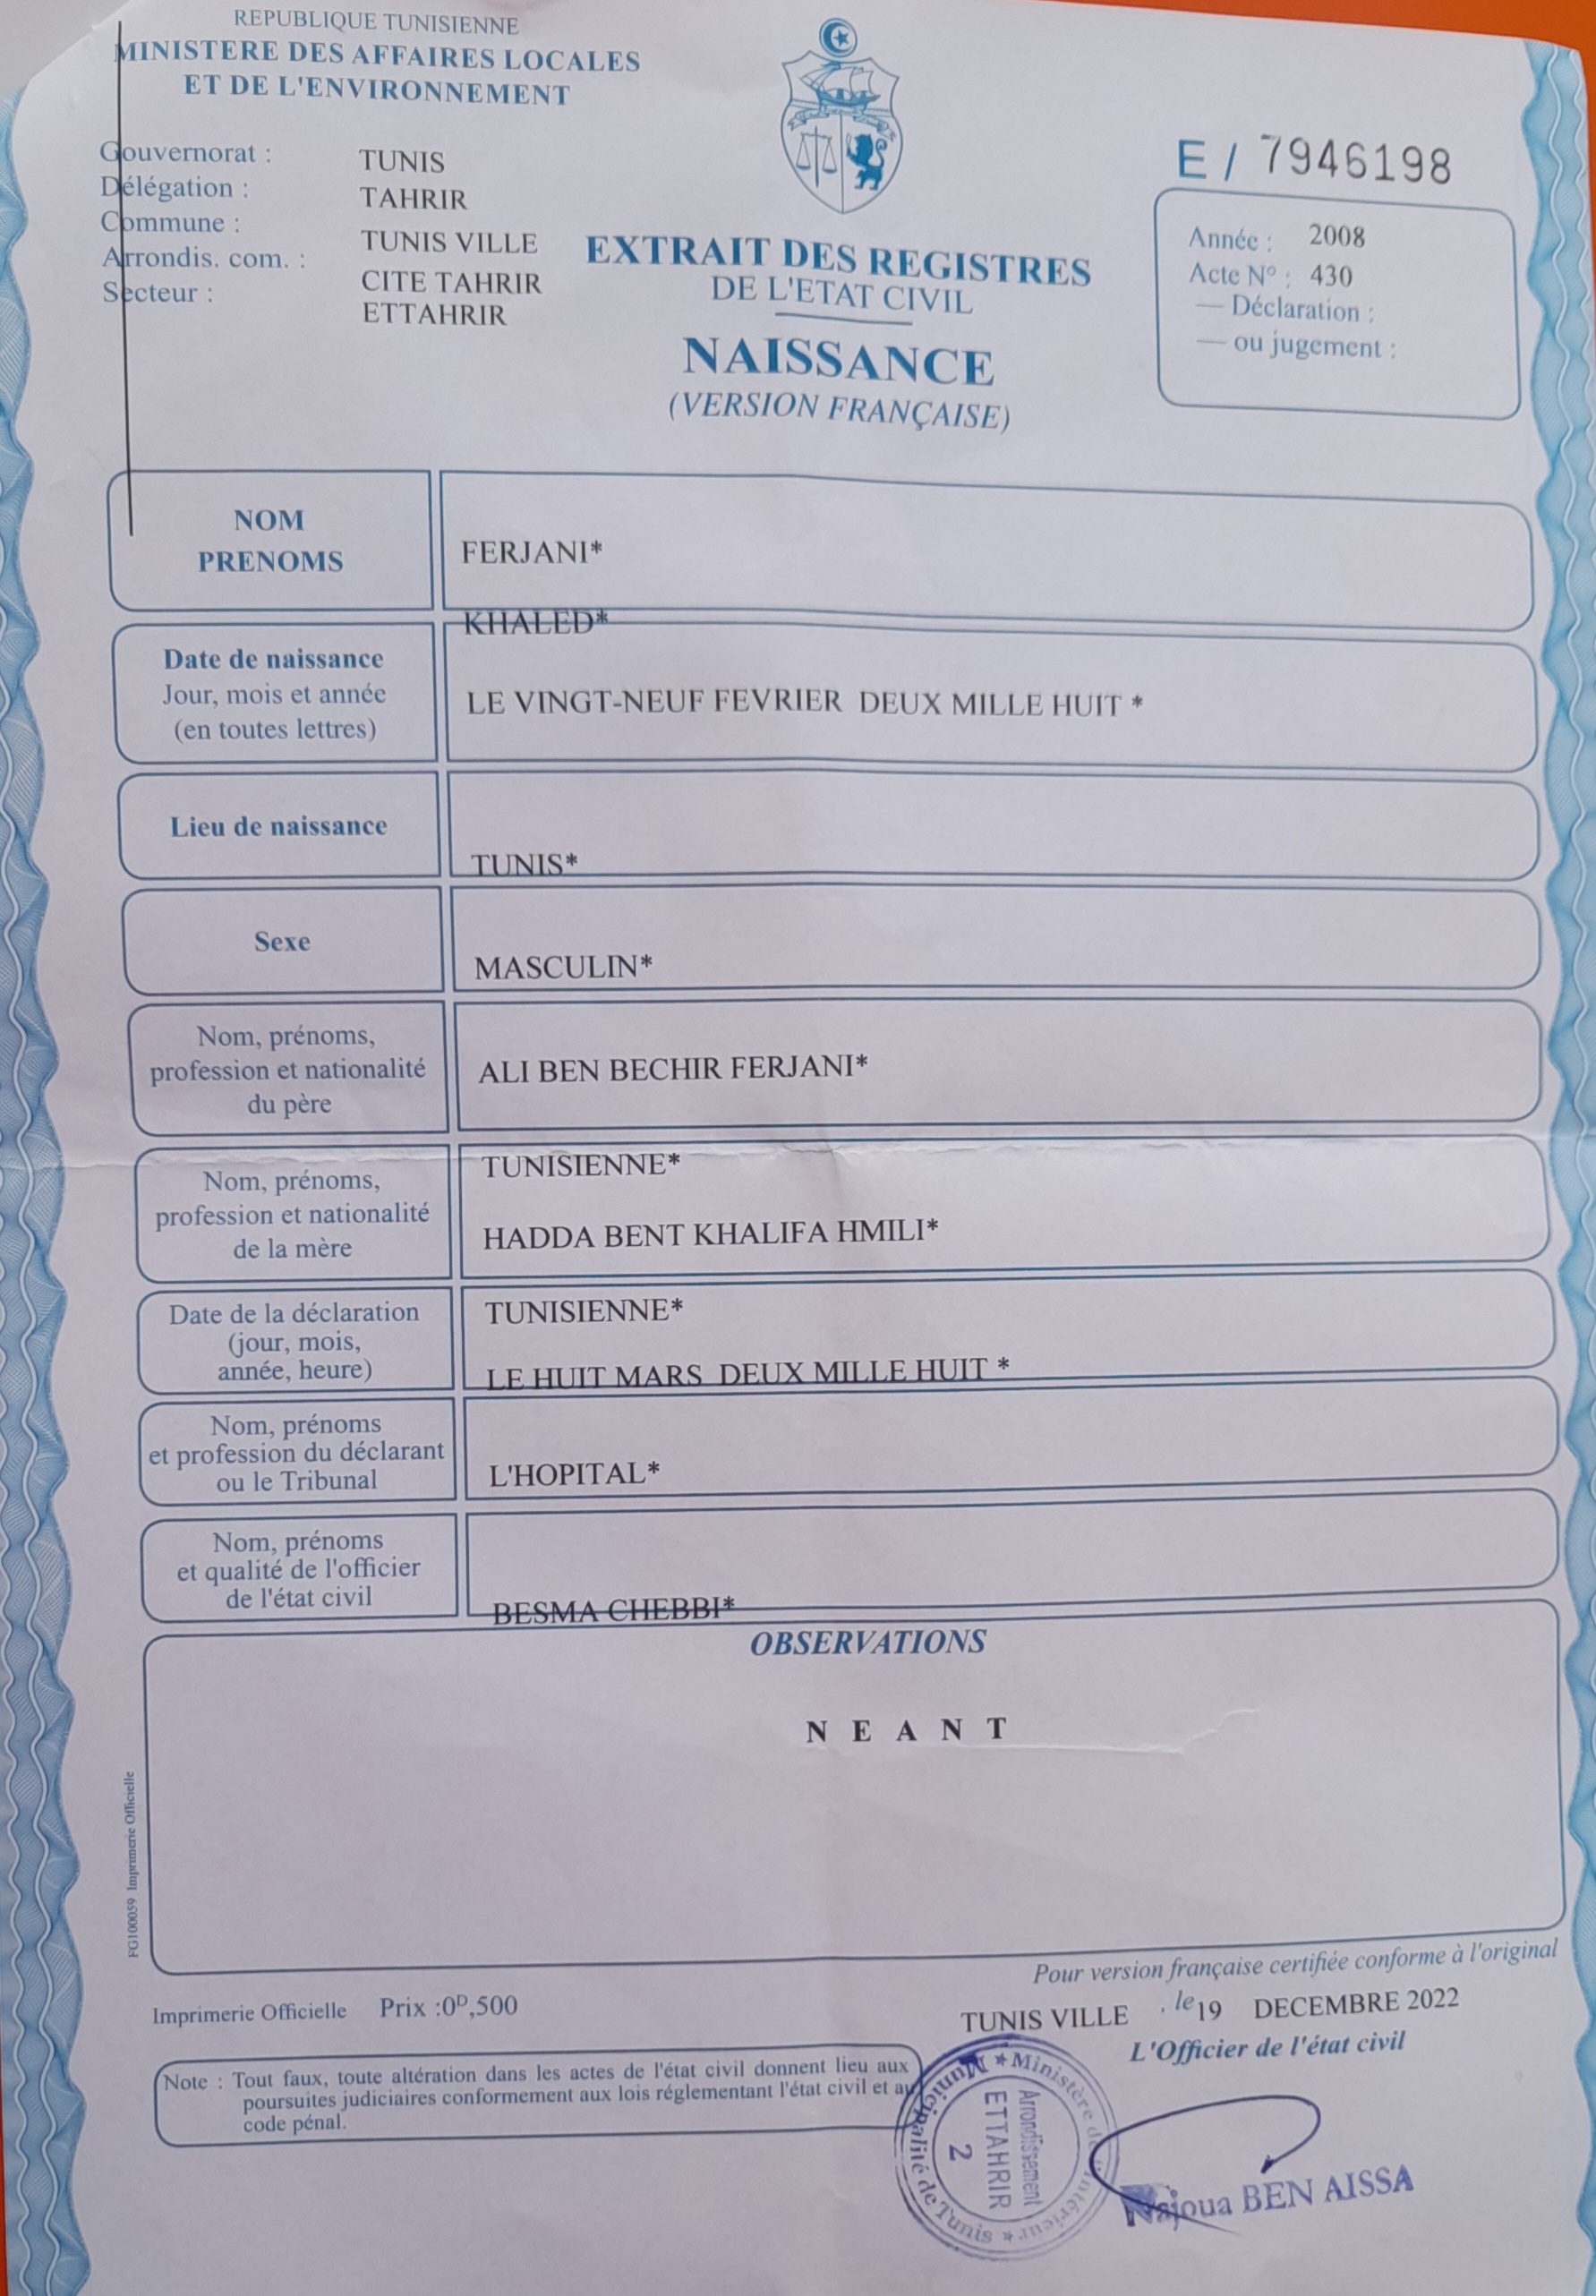 REPUBLIQUE TUNISIENNE
MINISTERE DES AFFAIRES LOCALES
ET DE L'ENVIRONNEMENT
Gouvernorat : TUNIS
Délégation : TAHRIR
Commune : TUNIS VILLE
Arrondis. com. : CITE TAHRIR
Secteur : ETTAHRIR
EXTRAIT DES REGISTRES
DE L'ETAT CIVIL
NAISSANCE
(VERSION FRANÇAISE)
E / 7946198
Année : 2008
Acte N° : 430
— Déclaration :
— ou jugement :
NOM
PRENOMS
FERJANI*
KHALED*
Date de naissance
Jour, mois et année
(en toutes lettres)
LE VINGT-NEUF FEVRIER DEUX MILLE HUIT *
Lieu de naissance
TUNIS*
Sexe
MASCULIN*
Nom, prénoms,
profession et nationalité
du père
ALI BEN BECHIR FERJANI*
TUNISIENNE*
Nom, prénoms,
profession et nationalité
de la mère
HADDA BENT KHALIFA HMILI*
TUNISIENNE*
Date de la déclaration
(jour, mois,
année, heure)
LE HUIT MARS DEUX MILLE HUIT *
Nom, prénoms
et profession du déclarant
ou le Tribunal
L'HOPITAL*
Nom, prénoms
et qualité de l'officier
de l'état civil
BESMA CHEBBI*
OBSERVATIONS
N E A N T
FG100059 Imprimerie Officielle
Pour version française certifiée conforme à l'original
Imprimerie Officielle Prix :0ᴰ,500
TUNIS VILLE , le 19 DECEMBRE 2022
L'Officier de l'état civil
Note : Tout faux, toute altération dans les actes de l'état civil donnent lieu aux
poursuites judiciaires conformement aux lois réglementant l'état civil et au
code pénal.
★ Ministère de l'Intérieur ★ Municipalité de Tunis
Arrondissement
ETTAHRIR
2
Najoua BEN AISSA